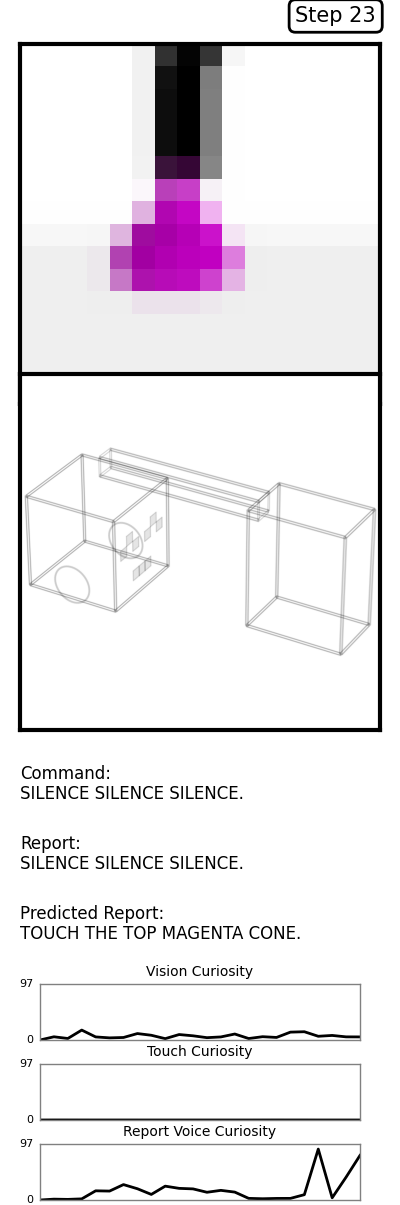 Step 23
Command:
SILENCE SILENCE SILENCE.
Report:
SILENCE SILENCE SILENCE.
Predicted Report:
TOUCH THE TOP MAGENTA CONE.
Vision Curiosity
97
0
Touch Curiosity
97
0
Report Voice Curiosity
97
0